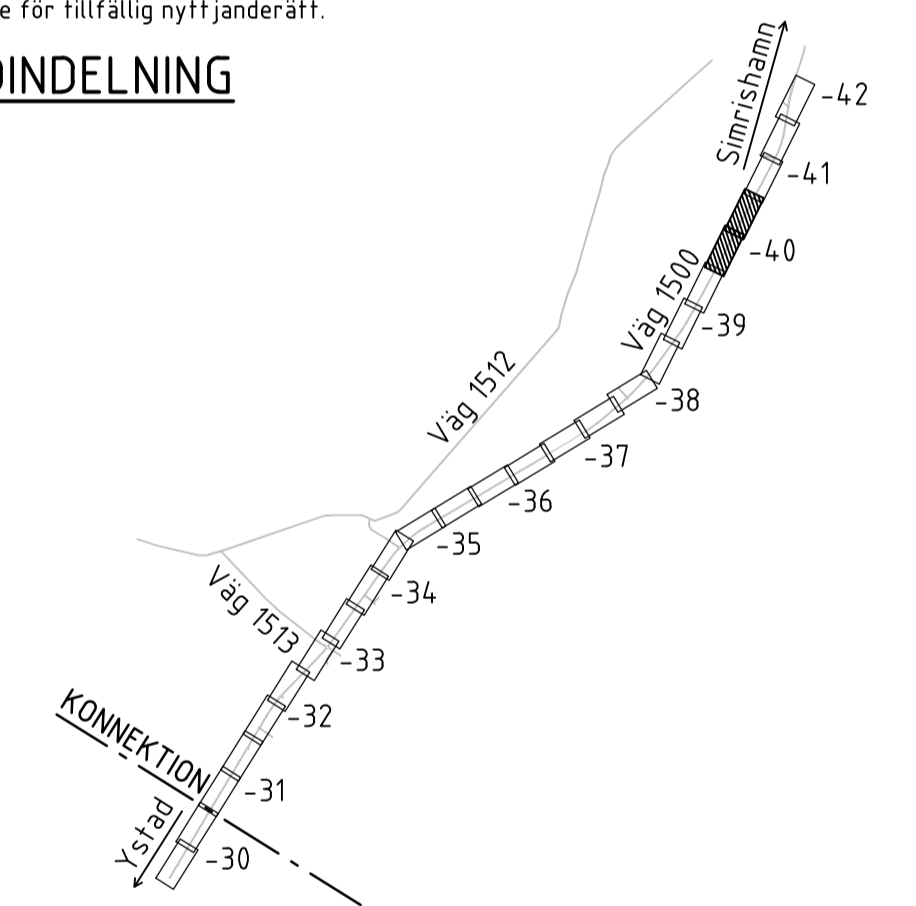 e för tillfällig nyttjanderätt.
DINDELNING
Simrishamn
-42
-41
-40
Väg 1500
-39
Väg 1512
-38
-37
-36
-35
-34
Väg 1513
-33
-32
KONNEKTION
-31
Ystad
-30